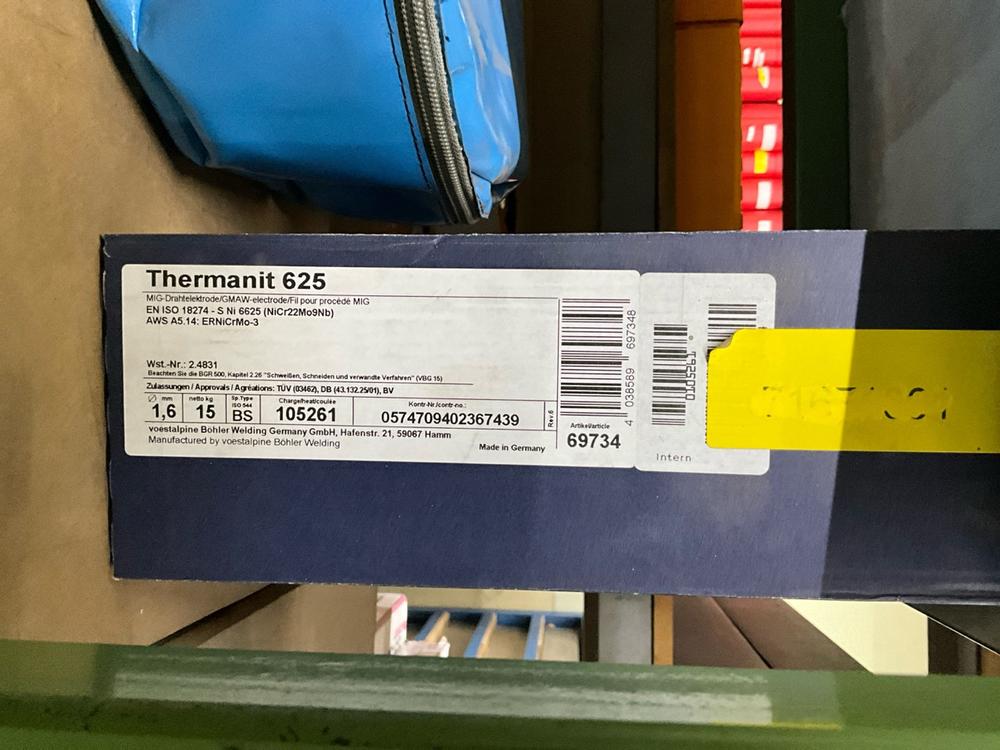 Thermanit 625
MIG-Drahtelektrode/GMAW-electrode/Fil pour procédé MIG
EN ISO 18274 - S Ni 6625 (NiCr22Mo9Nb)
AWS A5.14: ERNiCrMo-3
Wst.-Nr.: 2.4831
Beachten Sie die BGR 500, Kapitel 2.26 "Schweißen, Schneiden und verwandte Verfahren" (VBG 15)
Zulassungen / Approvals / Agréations: TÜV (03462), DB (43.132.25/01), BV
Ø mm
1,6
netto kg
15
Sp.Type
ISO 544
BS
Charge/heat/coulée
105261
Kontr-Nr./contr-no.:
0574709402367439
Rev.6
voestalpine Böhler Welding Germany GmbH, Hafenstr. 21, 59067 Hamm
Manufactured by voestalpine Böhler Welding
Made in Germany
4 038589 697348
Artikel/article
69734
0105261
Intern